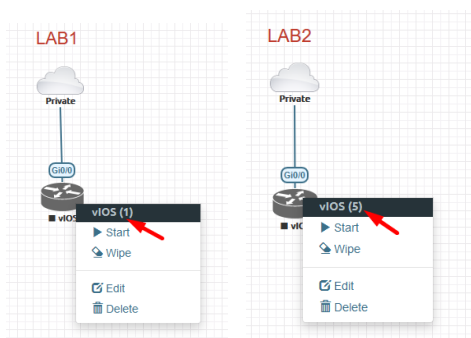 LAB1
Private
Gi0/0
vIOS
vIOS (1)
Start
Wipe
Edit
Delete
LAB2
Private
Gi0/0
vIOS (5)
Start
Wipe
Edit
Delete